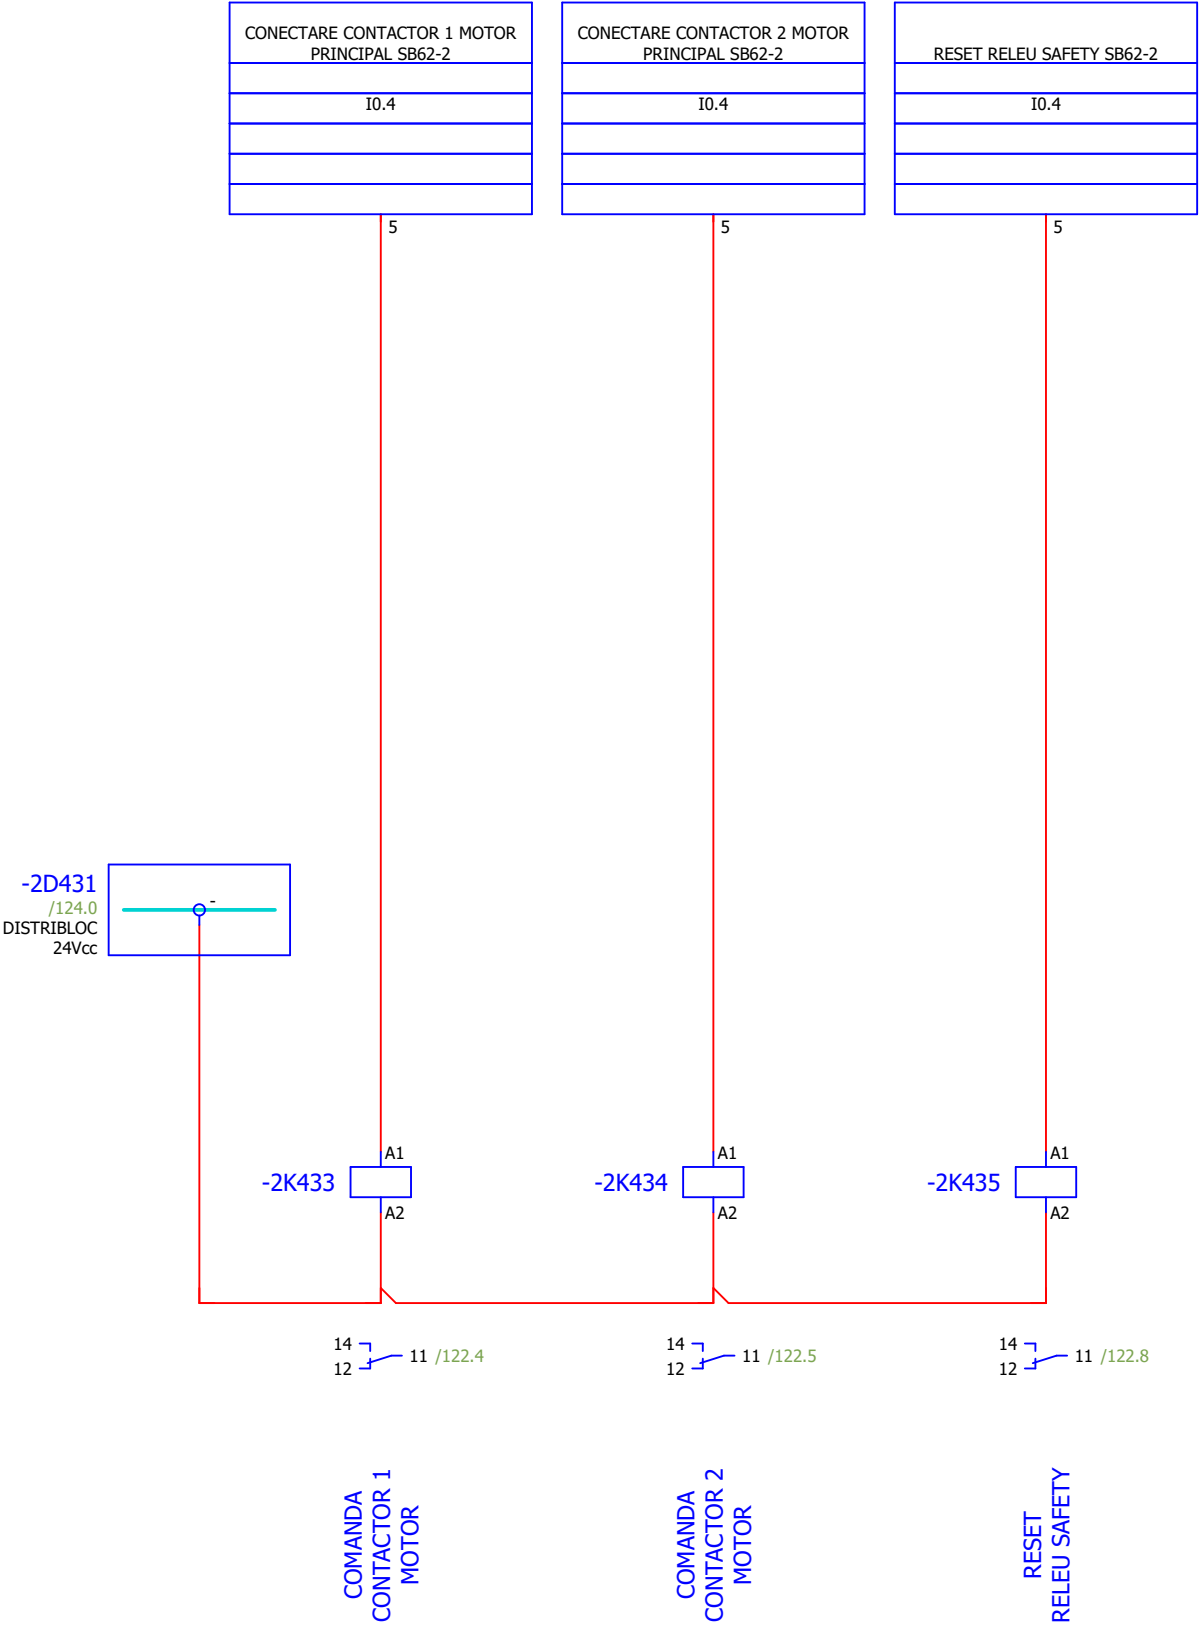 CONECTARE CONTACTOR 1 MOTOR
PRINCIPAL SB62-2
I0.4
5
CONECTARE CONTACTOR 2 MOTOR
PRINCIPAL SB62-2
I0.4
5
RESET RELEU SAFETY SB62-2
I0.4
5
-2D431
/124.0
DISTRIBLOC
24Vcc
-
A1
-2K433
A2
A1
-2K434
A2
A1
-2K435
A2
14
12
11 /122.4
14
12
11 /122.5
14
12
11 /122.8
COMANDA
CONTACTOR 1
MOTOR
COMANDA
CONTACTOR 2
MOTOR
RESET
RELEU SAFETY